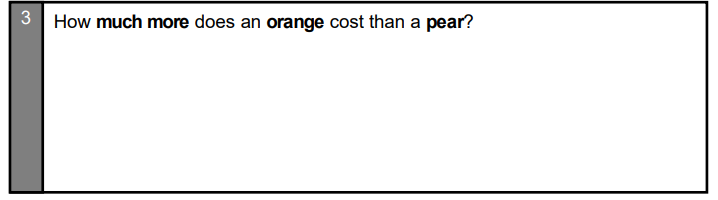 3
How much more does an orange cost than a pear?